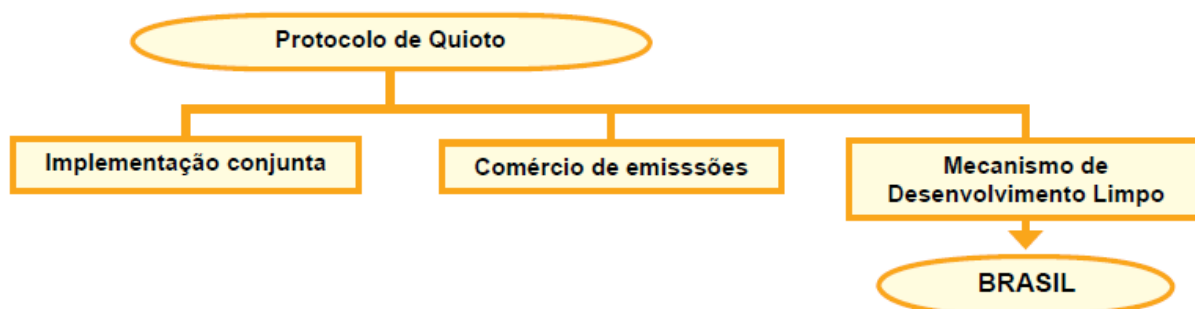 Protocolo de Quioto
Implementação conjunta
Comércio de emisssões
Mecanismo de
Desenvolvimento Limpo
BRASIL